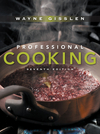 WAYNE GISSLEN
PROFESSIONAL
COOKING
SEVENTH EDITION